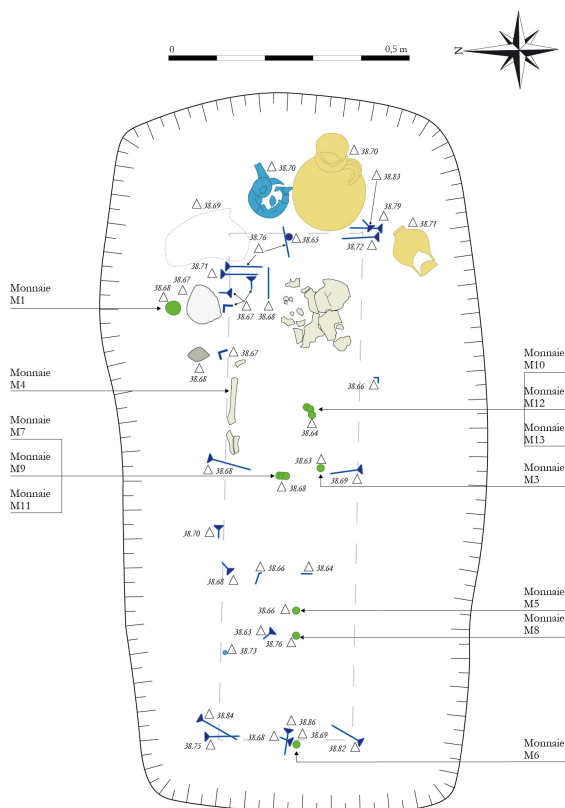 N
0 0,5 m
38.70
38.70
38.83
38.69
38.79
38.71
38.76
38.65
38.72
38.71
38.67
38.68
Monnaie
M1
38.67
38.68
38.67
38.68
Monnaie
M10
Monnaie
M4
38.66
Monnaie
M12
38.64
Monnaie
M7
Monnaie
M13
38.63
Monnaie
M9
38.68
38.68
38.69
Monnaie
M3
Monnaie
M11
38.70
38.68
38.66
38.64
Monnaie
M5
38.66
Monnaie
M8
38.63
38.76
38.73
38.84
38.86
38.75
38.68
38.69
38.82
Monnaie
M6